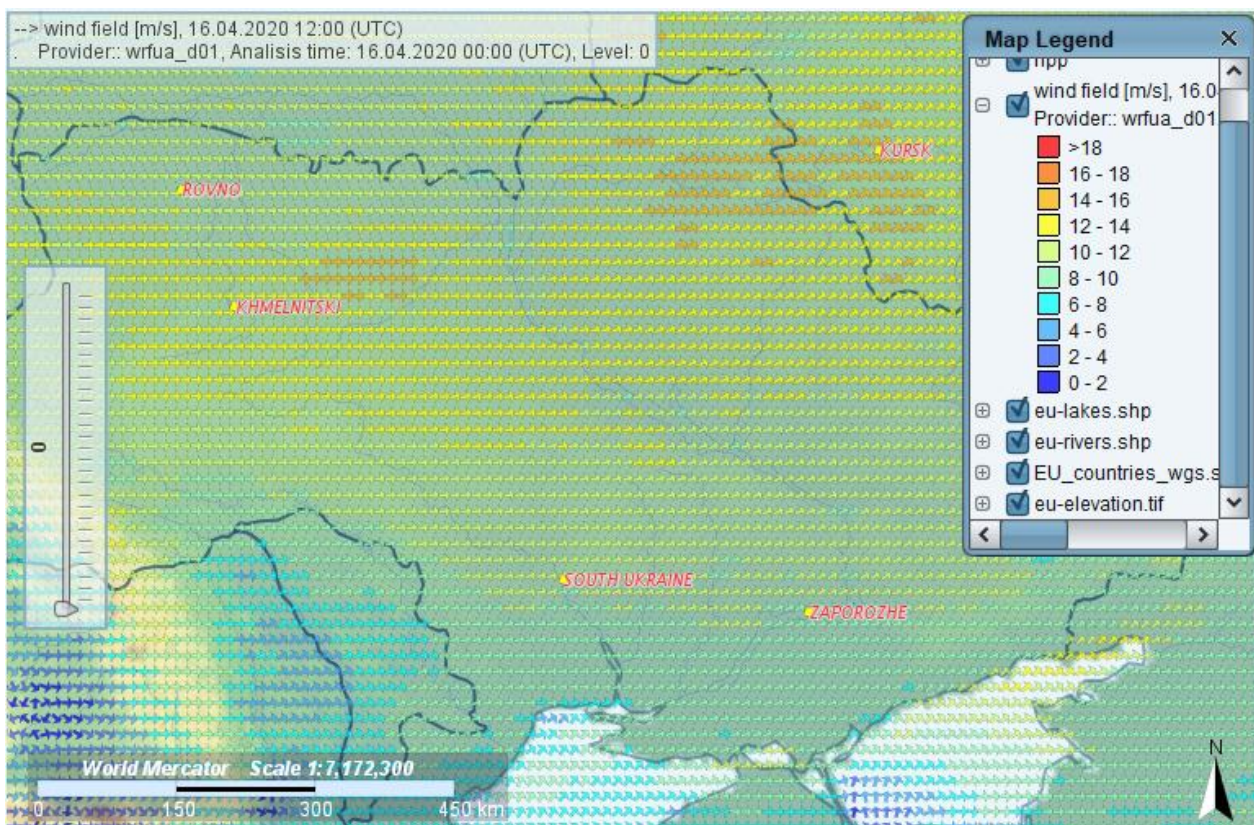 --> wind field [m/s], 16.04.2020 12:00 (UTC)
. Provider:: wrfua_d01, Analisis time: 16.04.2020 00:00 (UTC), Level: 0
Map Legend
npp
wind field [m/s], 16.0
Provider:: wrfua_d01
>18
16 - 18
14 - 16
12 - 14
10 - 12
8 - 10
6 - 8
4 - 6
2 - 4
0 - 2
eu-lakes.shp
eu-rivers.shp
EU_countries_wgs.s
eu-elevation.tif
KURSK
ROVNO
KHMELNITSKI
0
SOUTH UKRAINE
ZAPOROZHE
World Mercator Scale 1:7,172,300
0 150 300 450 km
N